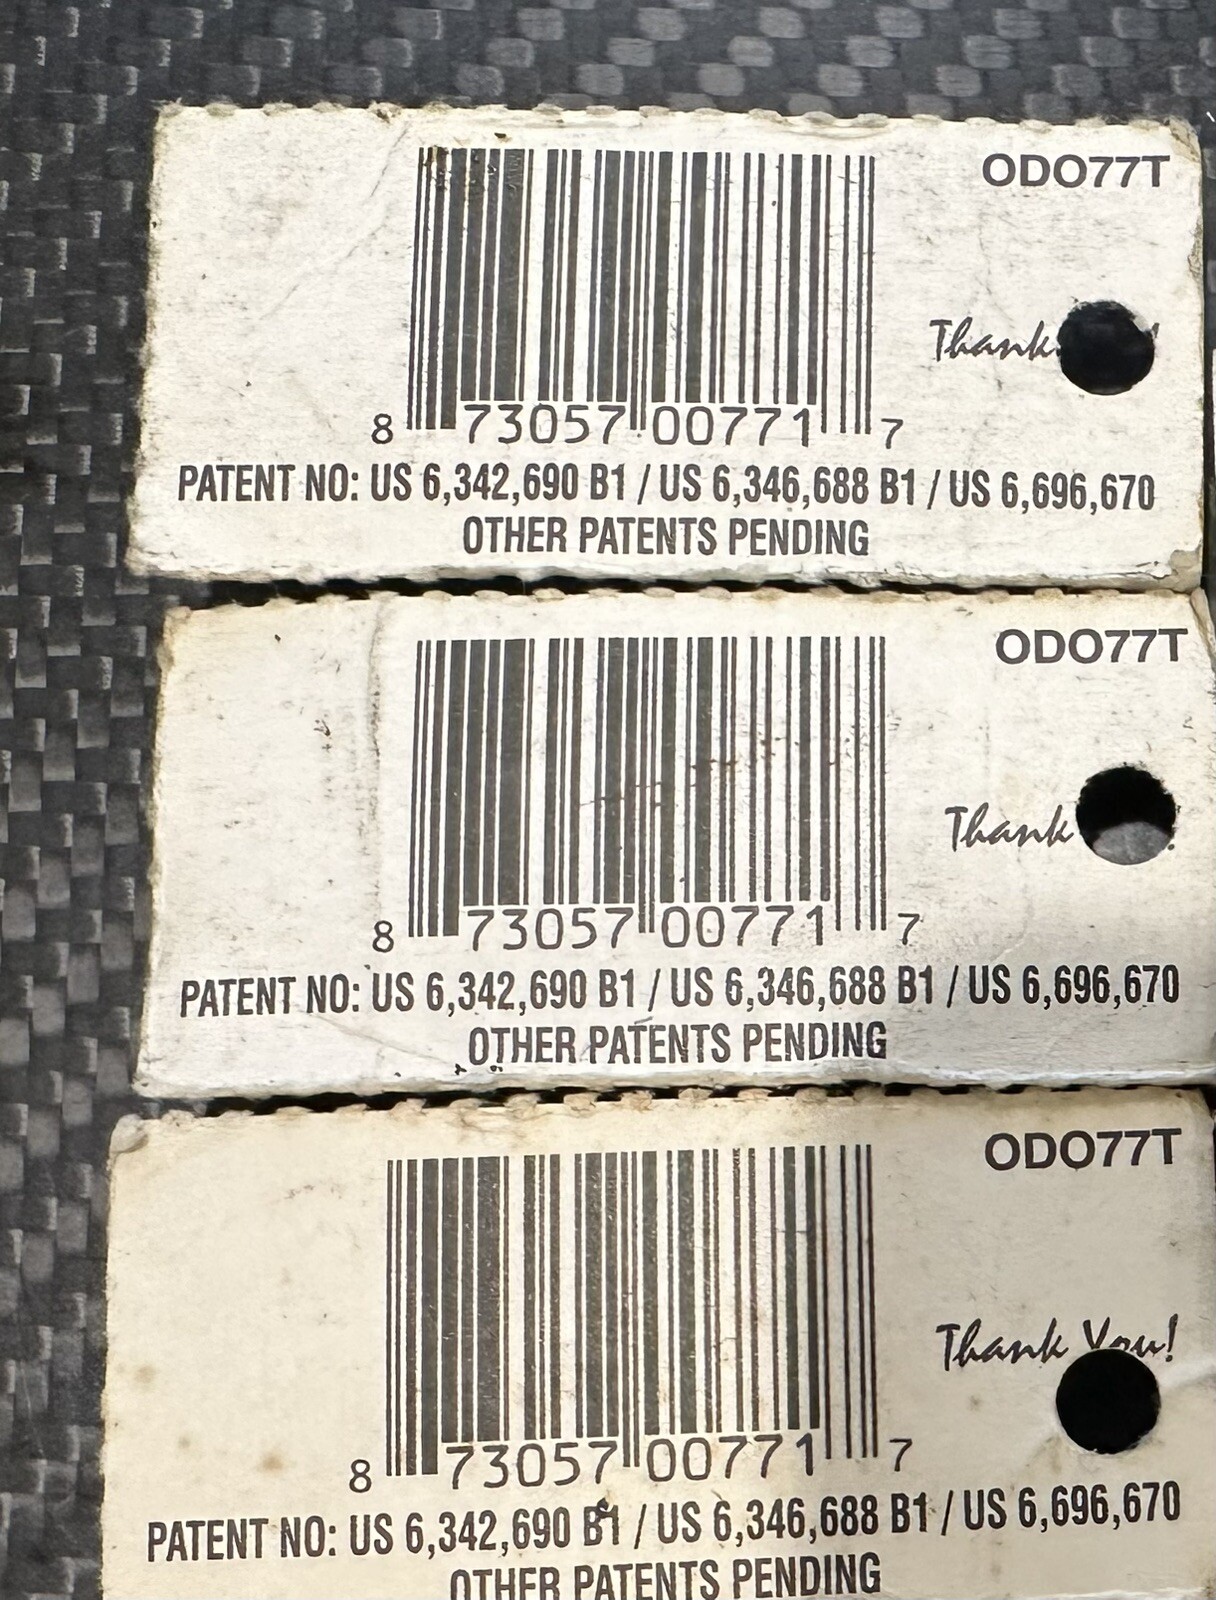 ODO77T
Thank
8 73057 00771 7
PATENT NO: US 6,342,690 B1 / US 6,346,688 B1 / US 6,696,670
OTHER PATENTS PENDING
ODO77T
Thank
8 73057 00771 7
PATENT NO: US 6,342,690 B1 / US 6,346,688 B1 / US 6,696,670
OTHER PATENTS PENDING
ODO77T
Thank You!
8 73057 00771 7
PATENT NO: US 6,342,690 B1 / US 6,346,688 B1 / US 6,696,670
OTHER PATENTS PENDING